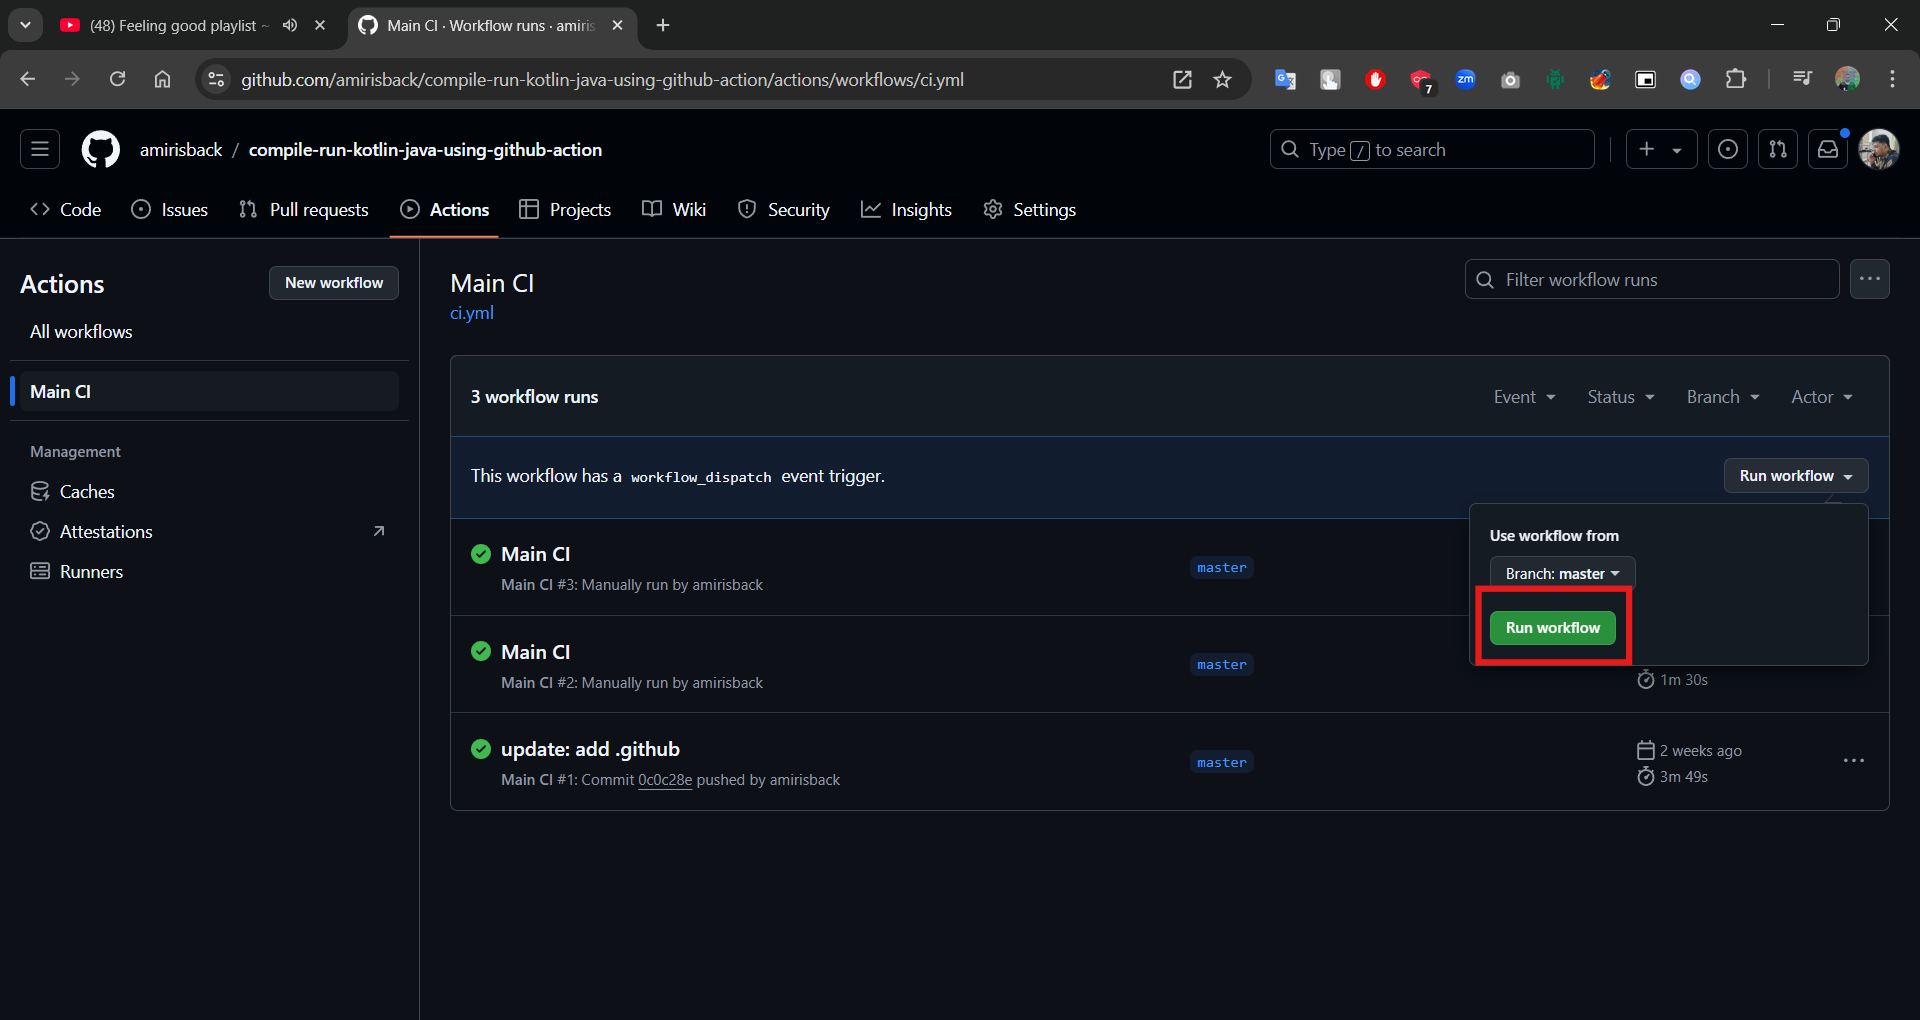 (48) Feeling good playlist ~
Main CI · Workflow runs · amiris
github.com/amirisback/compile-run-kotlin-java-using-github-action/actions/workflows/ci.yml
7
zm
amirisback / compile-run-kotlin-java-using-github-action
Type / to search
Code
Issues
Pull requests
Actions
Projects
Wiki
Security
Insights
Settings
Actions
New workflow
All workflows
Main CI
Management
Caches
Attestations
Runners
Main CI
ci.yml
Filter workflow runs
3 workflow runs
Event
Status
Branch
Actor
This workflow has a workflow_dispatch event trigger.
Run workflow
Use workflow from
Branch: master
Run workflow
Main CI
Main CI #3: Manually run by amirisback
master
Main CI
Main CI #2: Manually run by amirisback
master
1m 30s
update: add .github
Main CI #1: Commit 0c0c28e pushed by amirisback
master
2 weeks ago
3m 49s